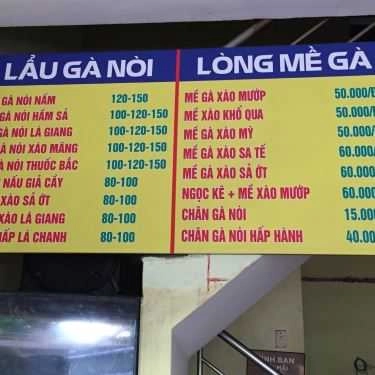 LẨU GÀ NÒI
GÀ NÒI NẤM 120-150
GÀ NÒI HẦM SẢ 100-120-150
GÀ NÒI LÁ GIANG 100-120-150
GÀ NÒI XÀO MĂNG 100-120-150
GÀ NÒI THUỐC BẮC 100-120-150
NẤU GIẢ CẦY 80-100
XÀO SẢ ỚT 80-100
XÀO LÁ GIANG 80-100
HẤP LÁ CHANH 80-100
LÒNG MỀ GÀ
MỀ GÀ XÀO MƯỚP 50.000/Đ
MỀ XÀO KHỔ QUA 50.000/
MỀ GÀ XÀO MỲ 50.000/
MỀ GÀ XÀO SA TẾ 60.000
MỀ GÀ XÀO SẢ ỚT 60.000
NGỌC KÊ + MỀ XÀO MƯỚP 60.000
CHÂN GÀ NÒI 15.000
CHÂN GÀ NÒI HẤP HÀNH 40.00